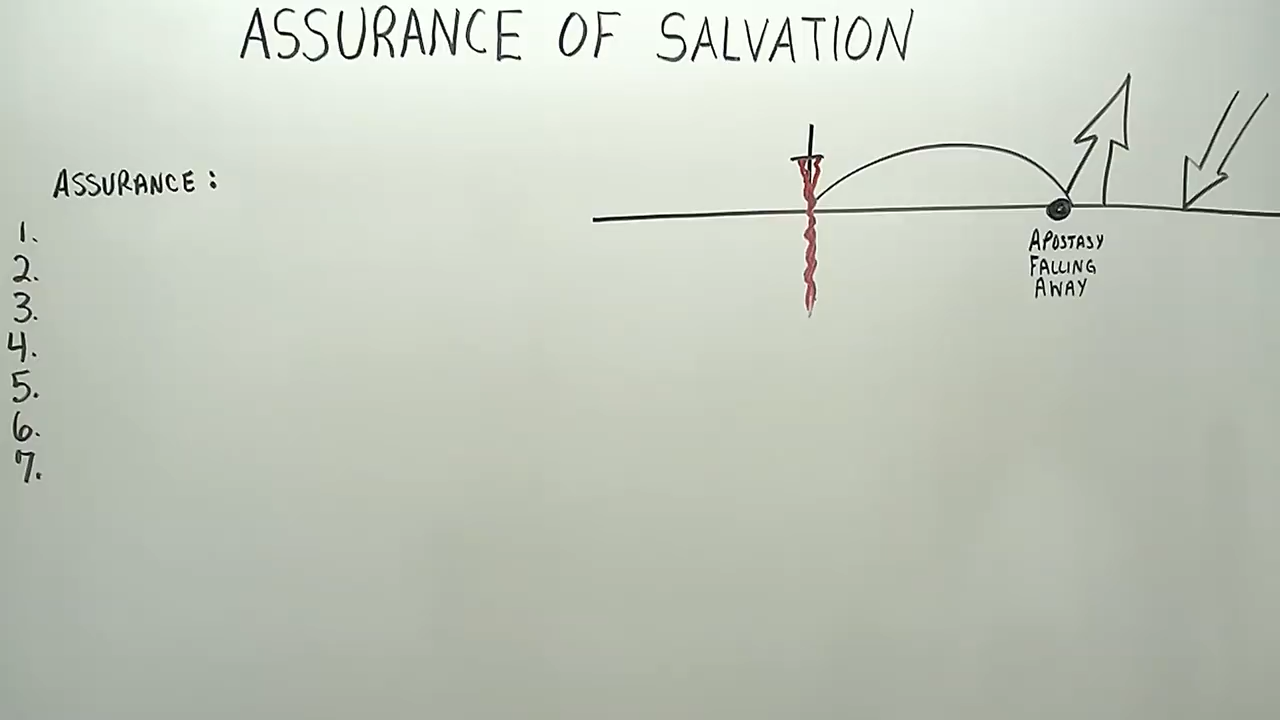 ASSURANCE OF SALVATION
ASSURANCE:
1.
2.
3.
4.
5.
6.
7.
APOSTASY
FALLING
AWAY